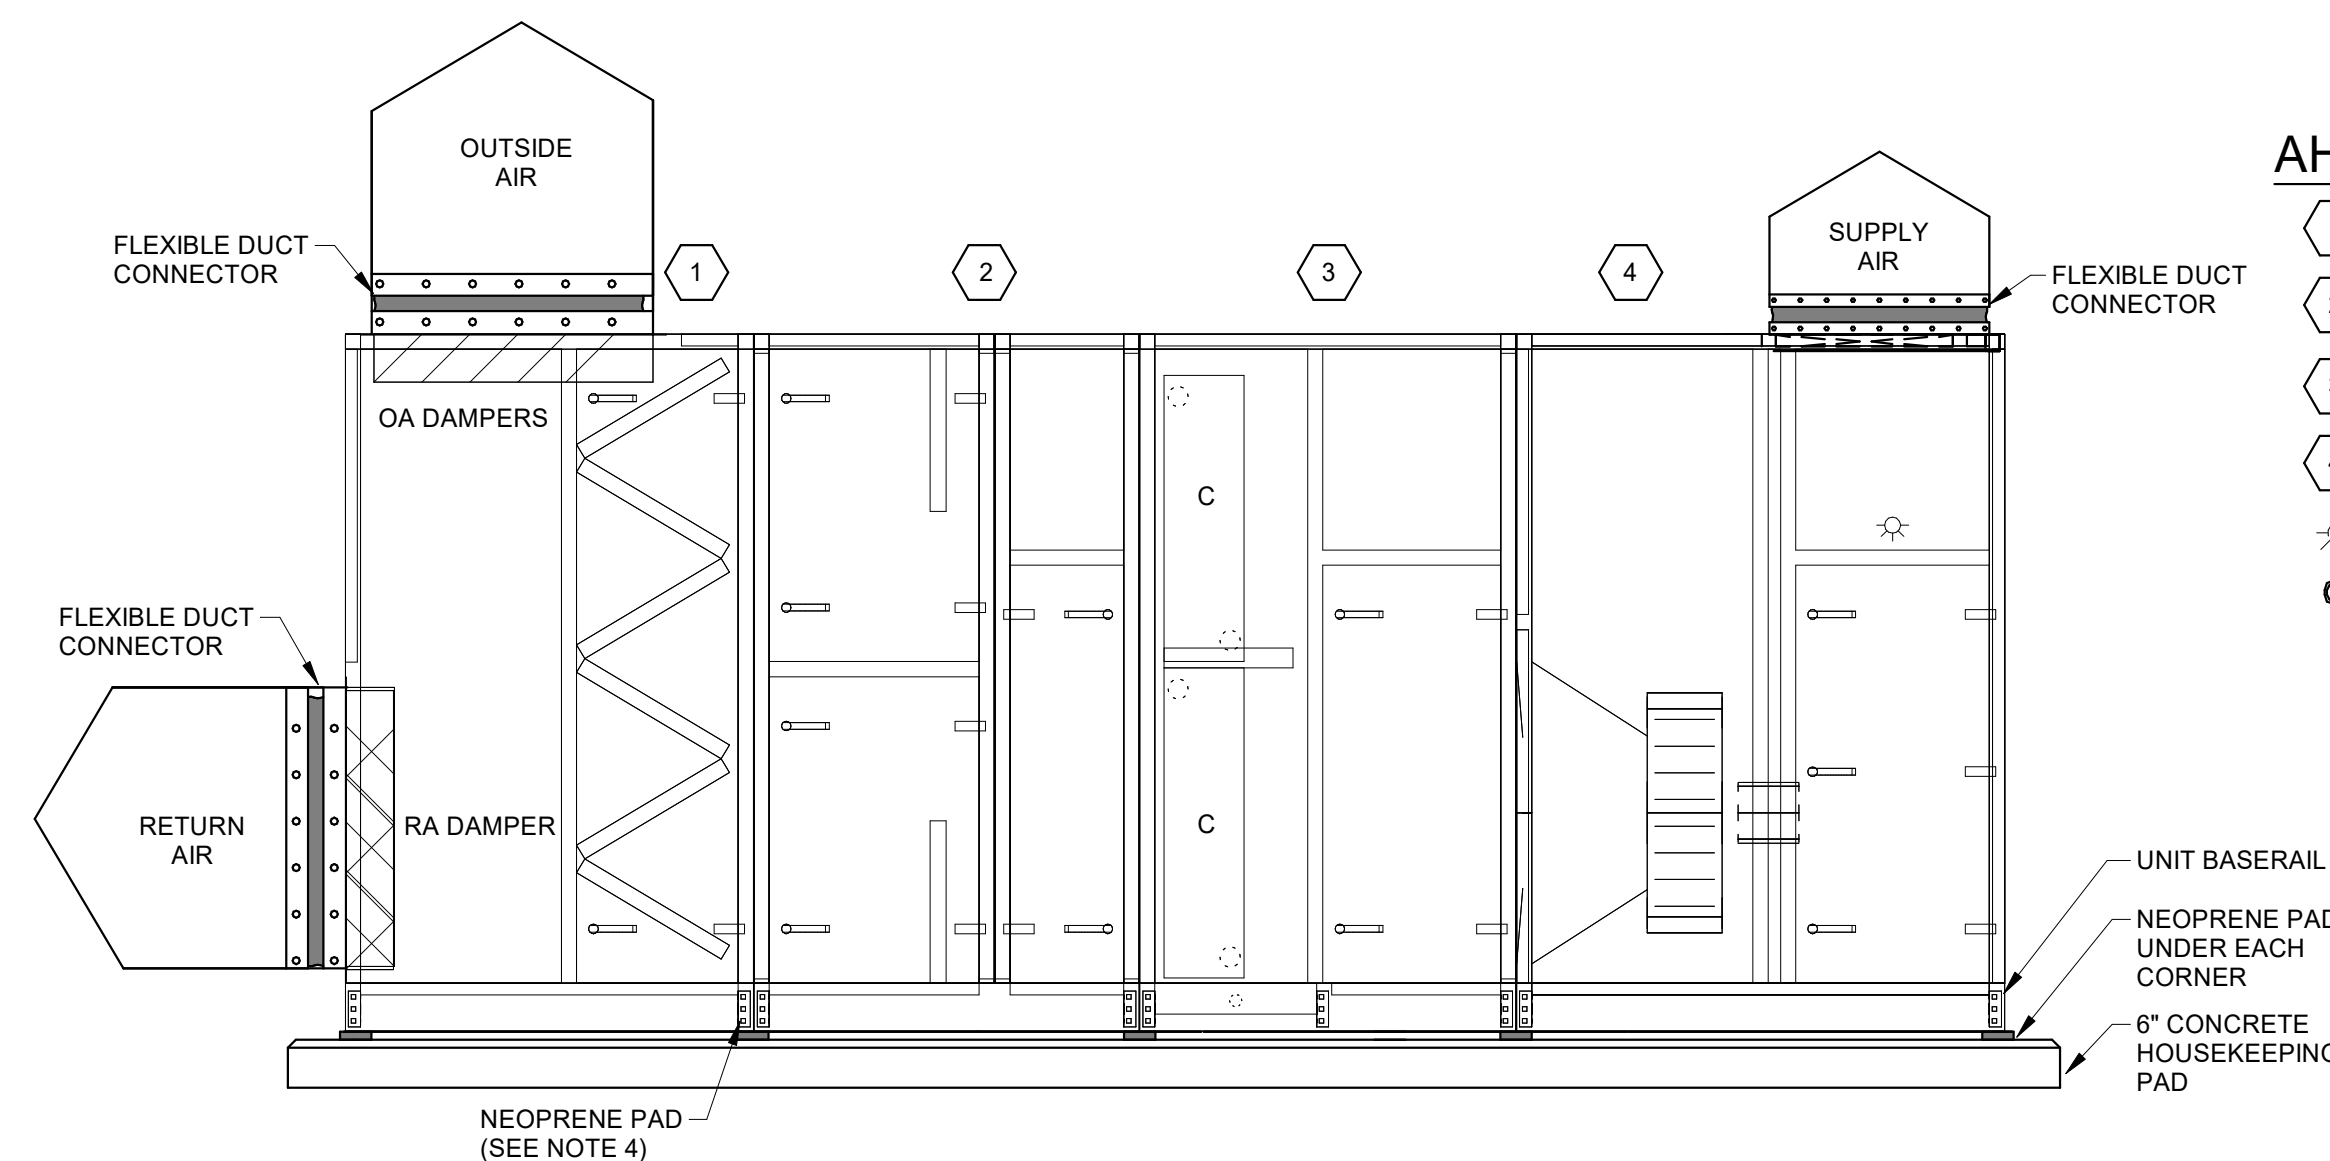 OUTSIDE
AIR
FLEXIBLE DUCT
CONNECTOR
1
2
3
4
SUPPLY
AIR
FLEXIBLE DUCT
CONNECTOR
AH
OA DAMPERS
C
FLEXIBLE DUCT
CONNECTOR
RETURN
AIR
RA DAMPER
C
UNIT BASERAIL
NEOPRENE PAD
UNDER EACH
CORNER
6" CONCRETE
HOUSEKEEPING
PAD
NEOPRENE PAD
(SEE NOTE 4)